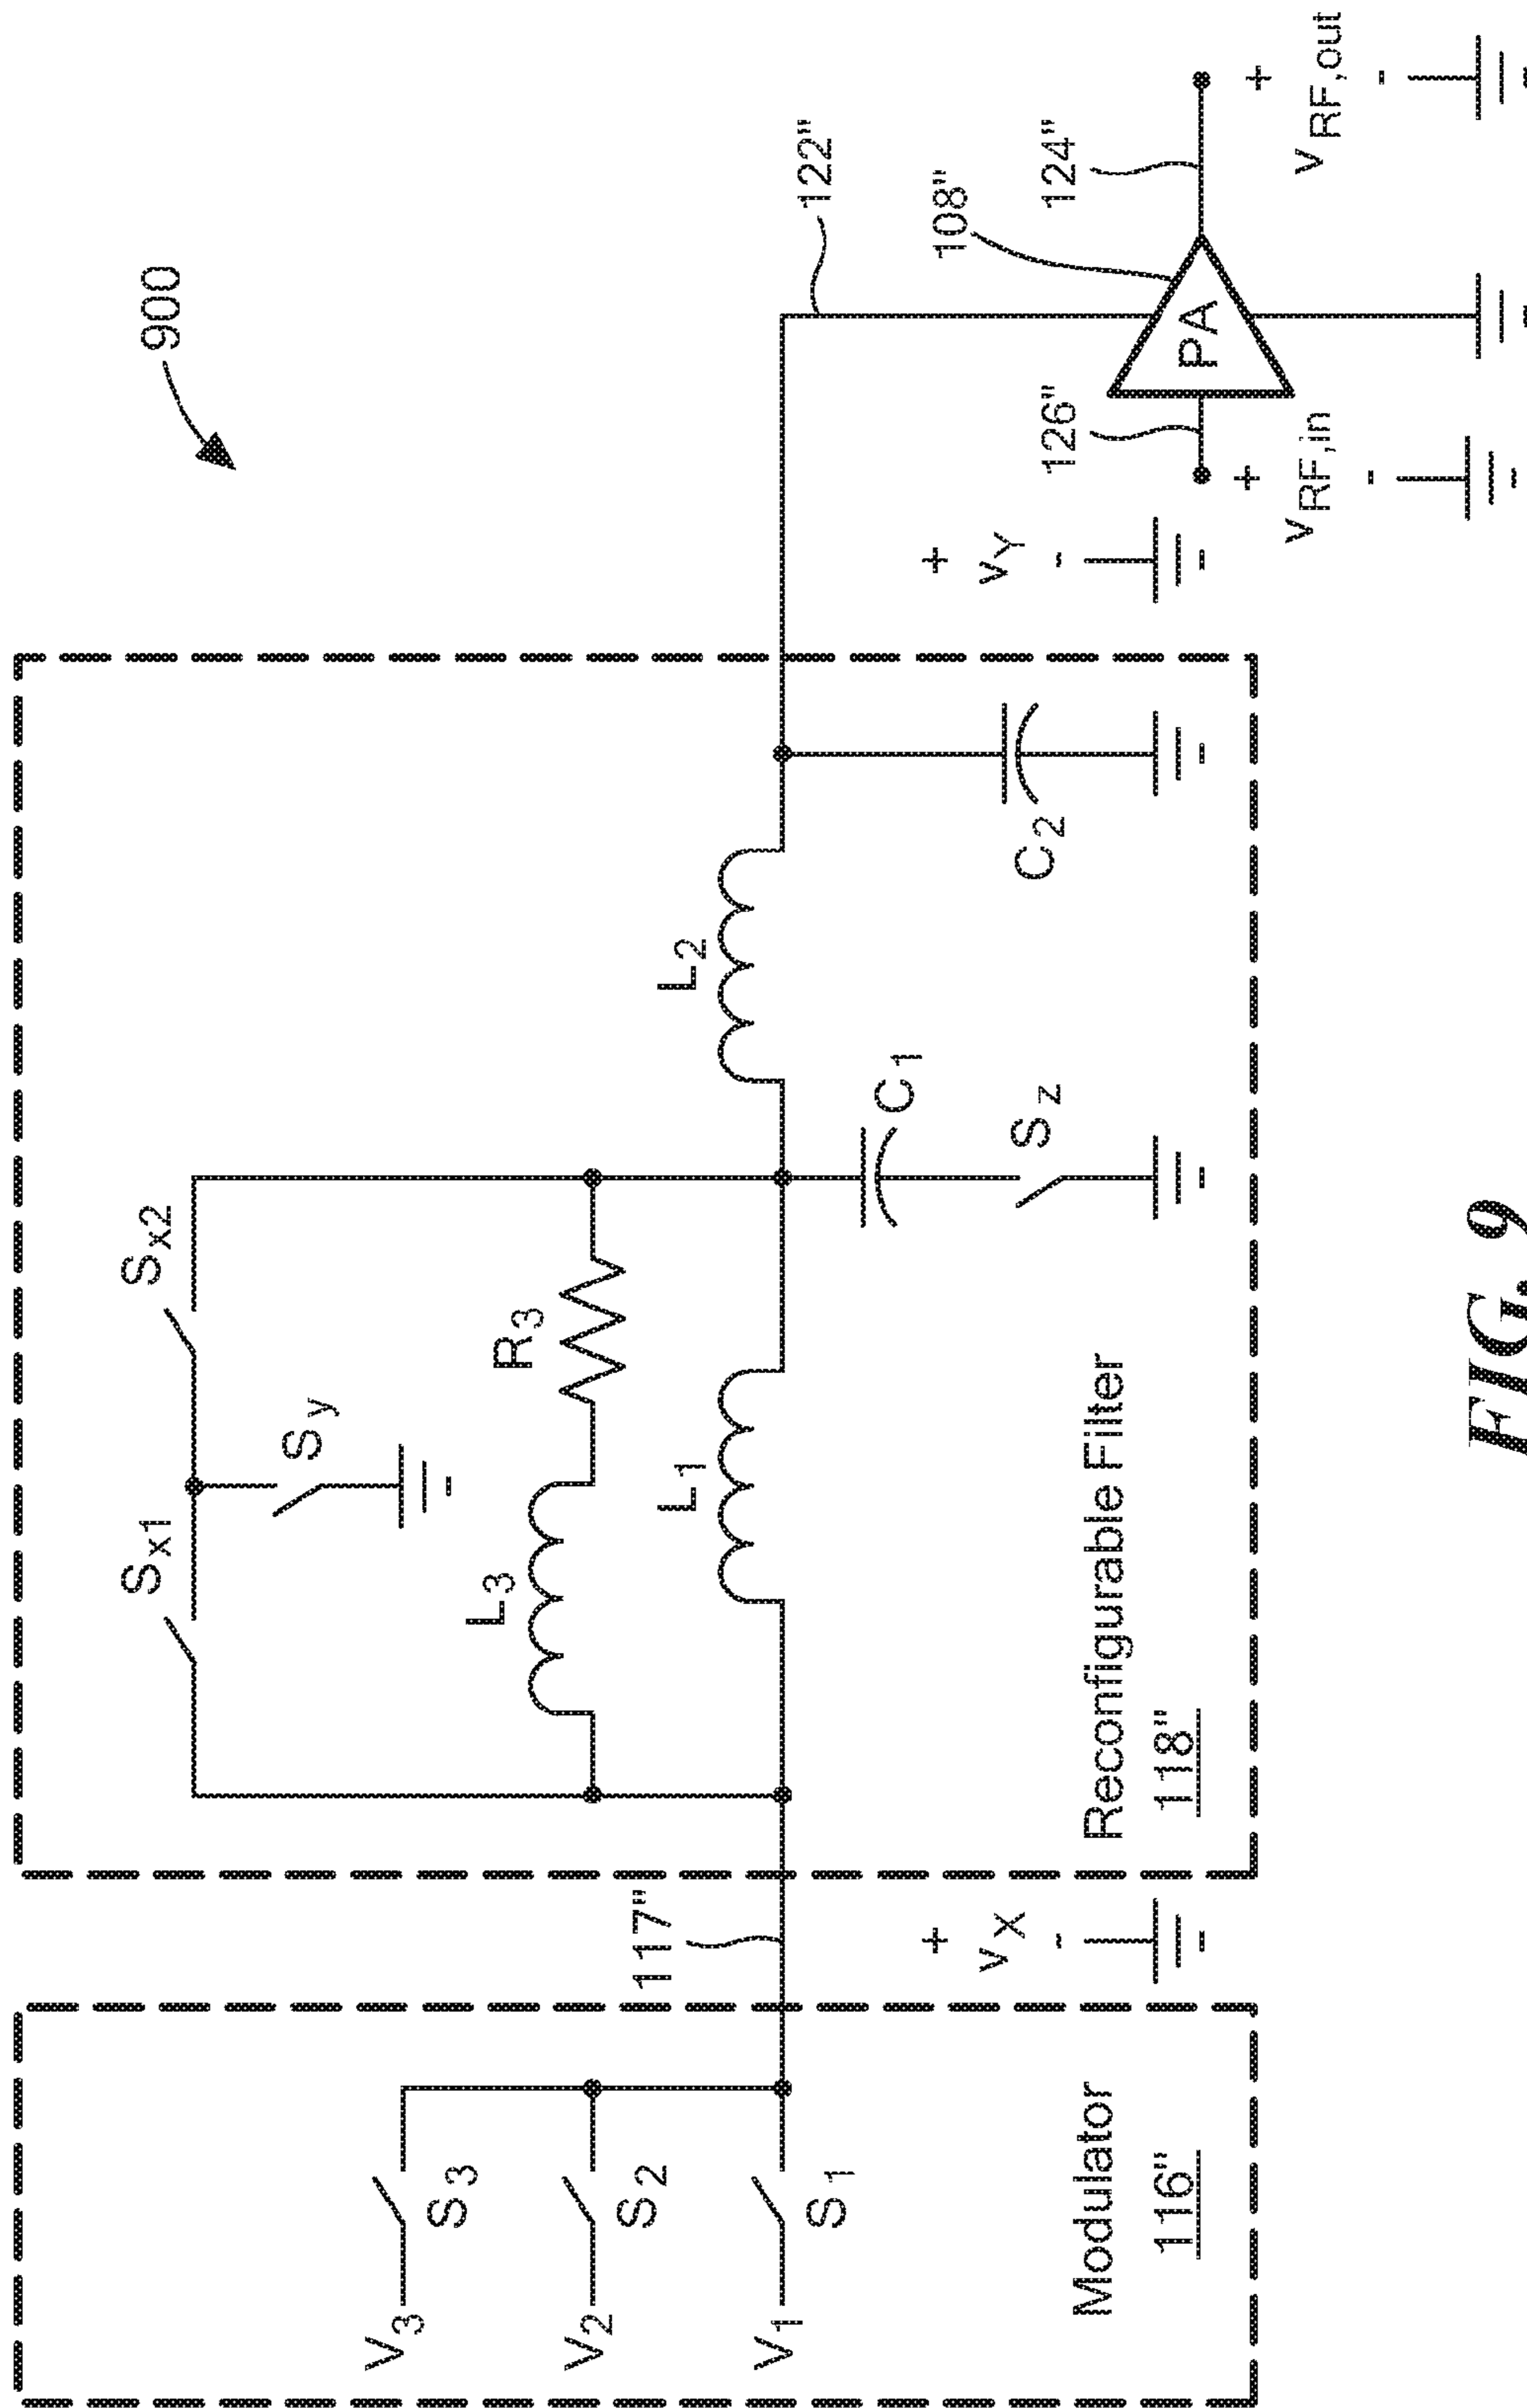 900
V3
S3
V2
S2
V1
S1
Modulator
116"
117"
+
vX
-
Sx1
Sx2
Sy
L3
R3
L1
L2
C1
Sz
C2
Reconfigurable Filter
118"
+
vY
-
122"
108"
126"
PA
124"
+
vRF,in
-
+
vRF,out
-
FIG. 9